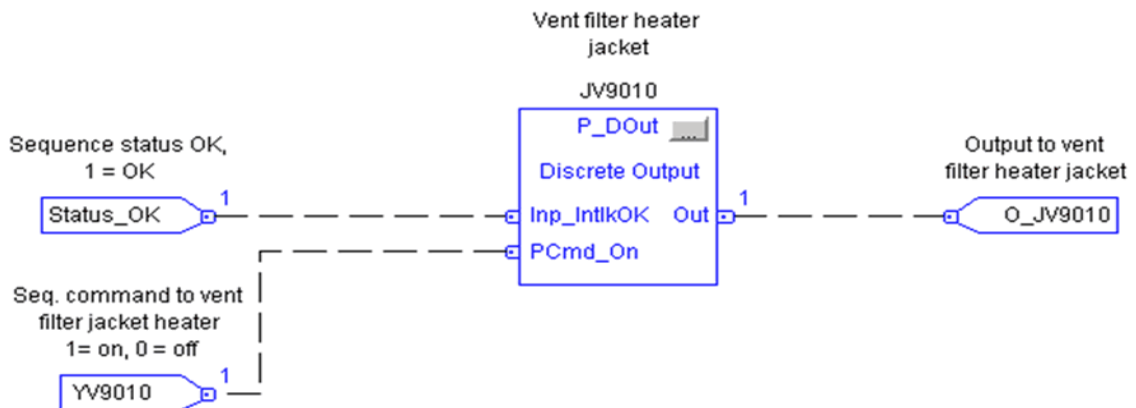 Vent filter heater
jacket
JV9010
P_DOut ...
Discrete Output
Sequence status OK,
1 = OK
Status_OK
1
Inp_IntlkOK Out
1
PCmd_On
Output to vent
filter heater jacket
O_JV9010
Seq. command to vent
filter jacket heater
1= on, 0 = off
YV9010
1